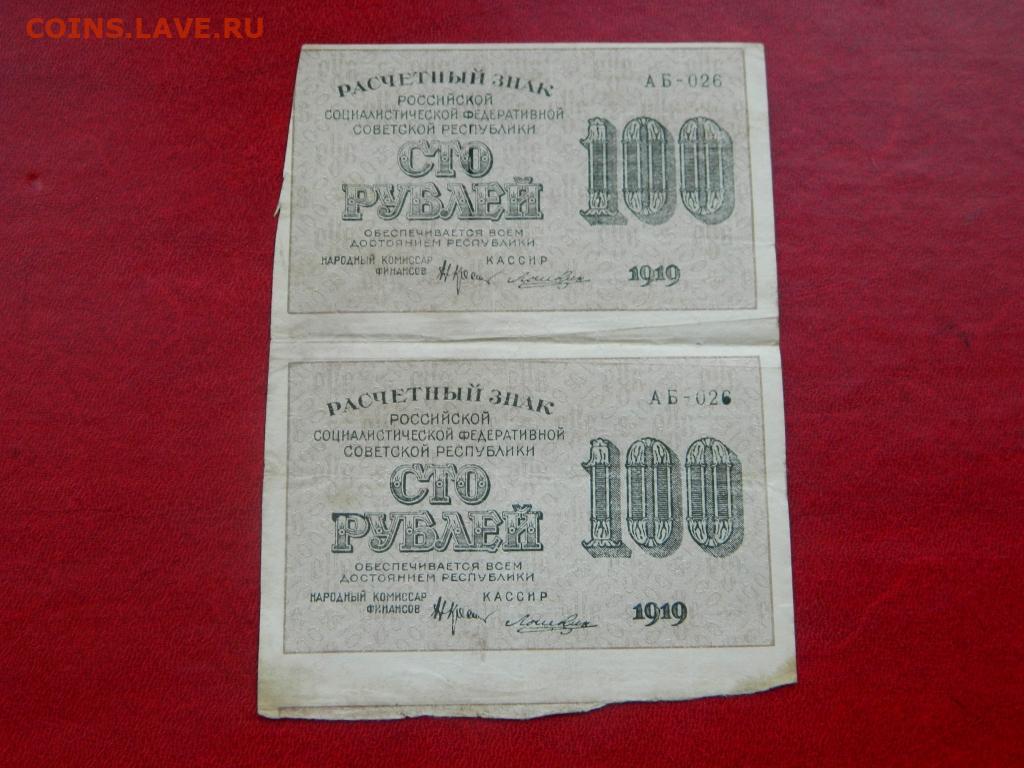 COINS.LAVE.RU
РАСЧЕТНЫЙ ЗНАК
АБ-026
РОССИЙСКОЙ
СОЦИАЛИСТИЧЕСКОЙ ФЕДЕРАТИВНОЙ
СОВЕТСКОЙ РЕСПУБЛИКИ
СТО
РУБЛЕЙ
100
ОБЕСПЕЧИВАЕТСЯ ВСЕМ
ДОСТОЯНИЕМ РЕСПУБЛИКИ
НАРОДНЫЙ КОМИССАР
ФИНАНСОВ
КАССИР
1919
РАСЧЕТНЫЙ ЗНАК
АБ-026
РОССИЙСКОЙ
СОЦИАЛИСТИЧЕСКОЙ ФЕДЕРАТИВНОЙ
СОВЕТСКОЙ РЕСПУБЛИКИ
СТО
РУБЛЕЙ
100
ОБЕСПЕЧИВАЕТСЯ ВСЕМ
ДОСТОЯНИЕМ РЕСПУБЛИКИ
НАРОДНЫЙ КОМИССАР
ФИНАНСОВ
КАССИР
1919